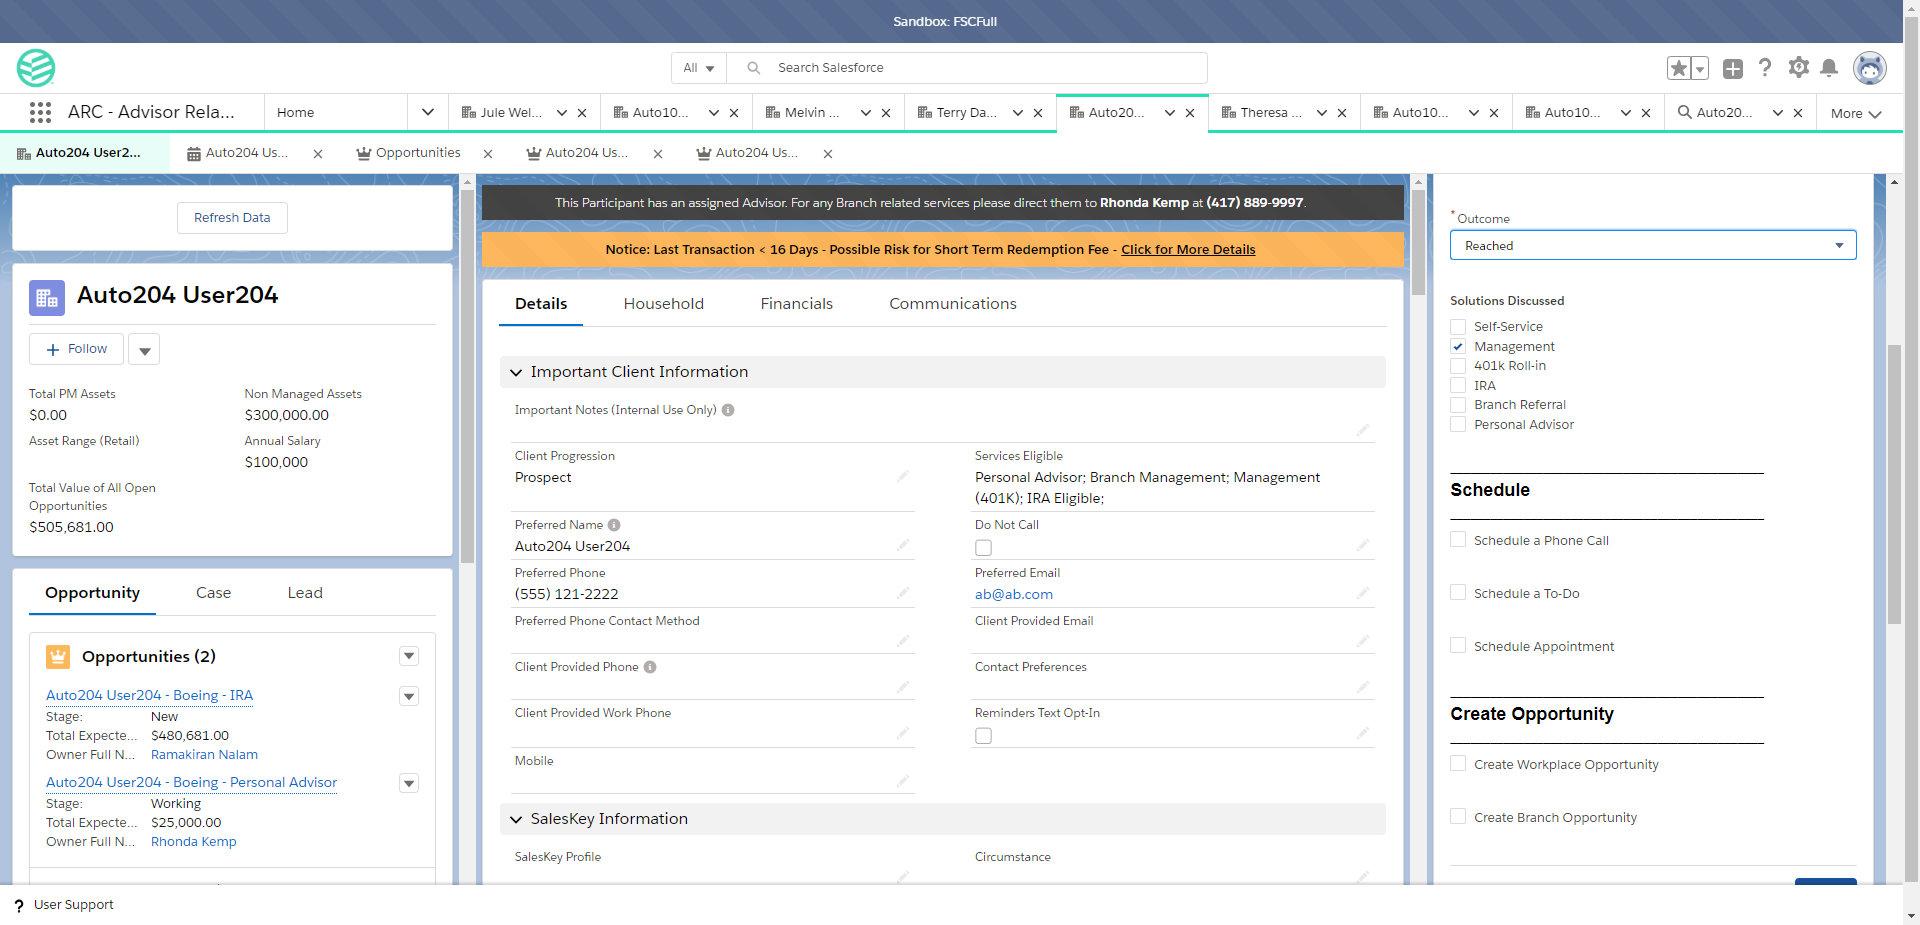 Sandbox: FSCFull
All
Search Salesforce
ARC - Advisor Rela...
Home
Jule Wel...
Auto10...
Melvin ...
Terry Da...
Auto20...
Theresa ...
Auto10...
Auto10...
Auto20...
More
Auto204 User2...
Auto204 Us...
Opportunities
Auto204 Us...
Auto204 Us...
Refresh Data
Auto204 User204
Follow
Total PM Assets
$0.00
Non Managed Assets
$300,000.00
Asset Range (Retail)
Annual Salary
$100,000
Total Value of All Open
Opportunities
$505,681.00
Opportunity
Case
Lead
Opportunities (2)
Auto204 User204 - Boeing - IRA
Stage: New
Total Expecte... $480,681.00
Owner Full N... Ramakiran Nalam
Auto204 User204 - Boeing - Personal Advisor
Stage: Working
Total Expecte... $25,000.00
Owner Full N... Rhonda Kemp
This Participant has an assigned Advisor. For any Branch related services please direct them to Rhonda Kemp at (417) 889-9997.
Notice: Last Transaction < 16 Days - Possible Risk for Short Term Redemption Fee - Click for More Details
Details
Household
Financials
Communications
Important Client Information
Important Notes (Internal Use Only)
Client Progression
Prospect
Services Eligible
Personal Advisor; Branch Management; Management
(401K); IRA Eligible;
Preferred Name
Auto204 User204
Do Not Call
Preferred Phone
(555) 121-2222
Preferred Email
ab@ab.com
Preferred Phone Contact Method
Client Provided Email
Client Provided Phone
Contact Preferences
Client Provided Work Phone
Reminders Text Opt-In
Mobile
SalesKey Information
SalesKey Profile
Circumstance
*Outcome
Reached
Solutions Discussed
Self-Service
Management
401k Roll-in
IRA
Branch Referral
Personal Advisor
Schedule
Schedule a Phone Call
Schedule a To-Do
Schedule Appointment
Create Opportunity
Create Workplace Opportunity
Create Branch Opportunity
? User Support